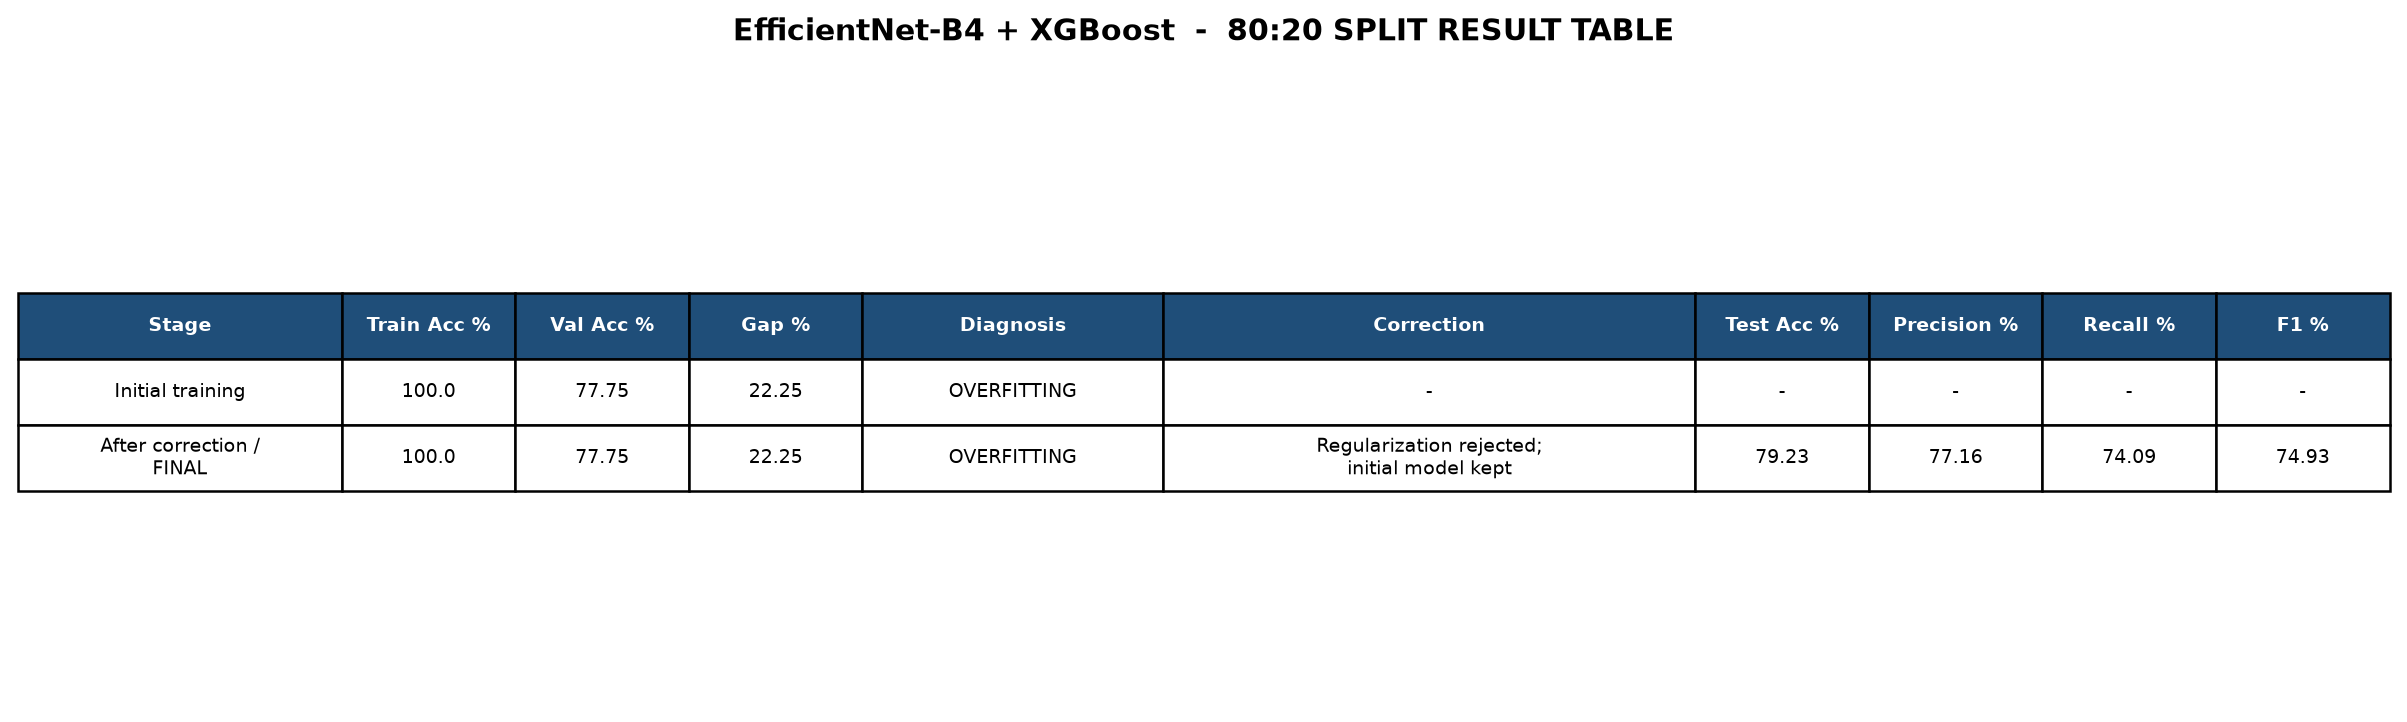 EfficientNet-B4 + XGBoost - 80:20 SPLIT RESULT TABLE
Stage Train Acc % Val Acc % Gap % Diagnosis Correction Test Acc % Precision % Recall % F1 %
Initial training 100.0 77.75 22.25 OVERFITTING - - - - -
After correction /
FINAL 100.0 77.75 22.25 OVERFITTING Regularization rejected;
initial model kept 79.23 77.16 74.09 74.93